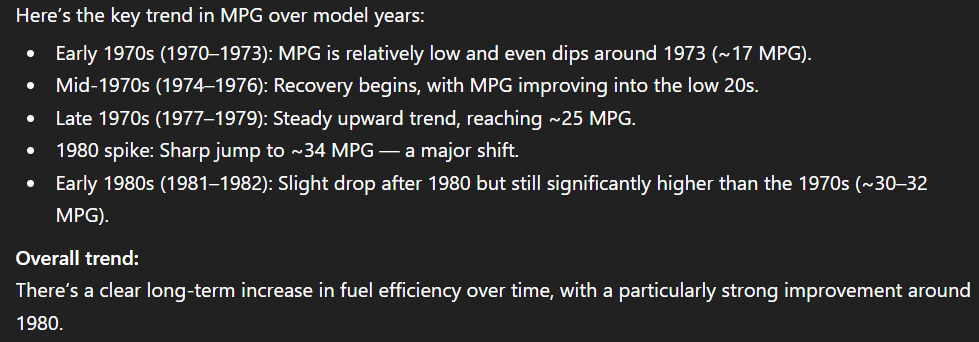 Here’s the key trend in MPG over model years:
• Early 1970s (1970–1973): MPG is relatively low and even dips around 1973 (~17 MPG).
• Mid-1970s (1974–1976): Recovery begins, with MPG improving into the low 20s.
• Late 1970s (1977–1979): Steady upward trend, reaching ~25 MPG.
• 1980 spike: Sharp jump to ~34 MPG — a major shift.
• Early 1980s (1981–1982): Slight drop after 1980 but still significantly higher than the 1970s (~30–32
MPG).
Overall trend:
There’s a clear long-term increase in fuel efficiency over time, with a particularly strong improvement around
1980.